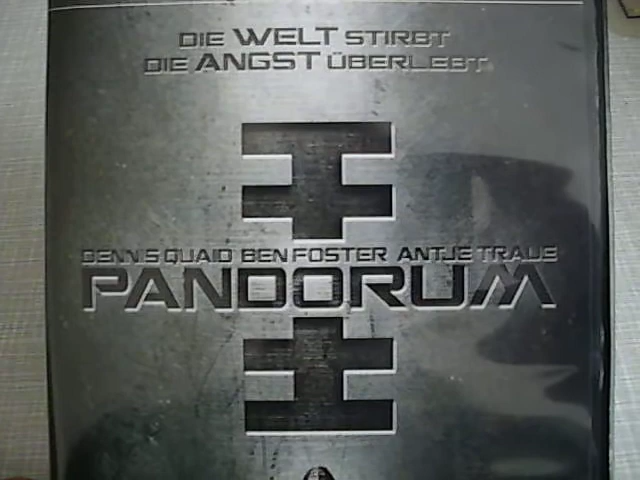 DIE WELT STIRBT
DIE ANGST ÜBERLEBT.
DENNIS QUAID BEN FOSTER ANTJE TRAUE
PANDORUM